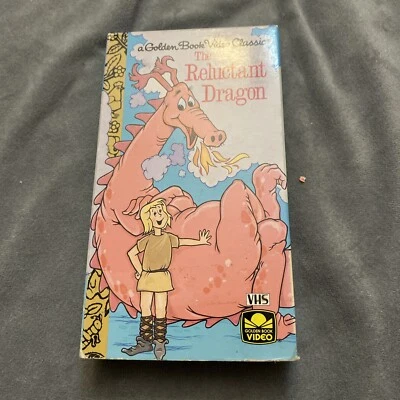 a Golden Book Video Classic
The
Reluctant
Dragon
VHS
GOLDEN BOOK
VIDEO